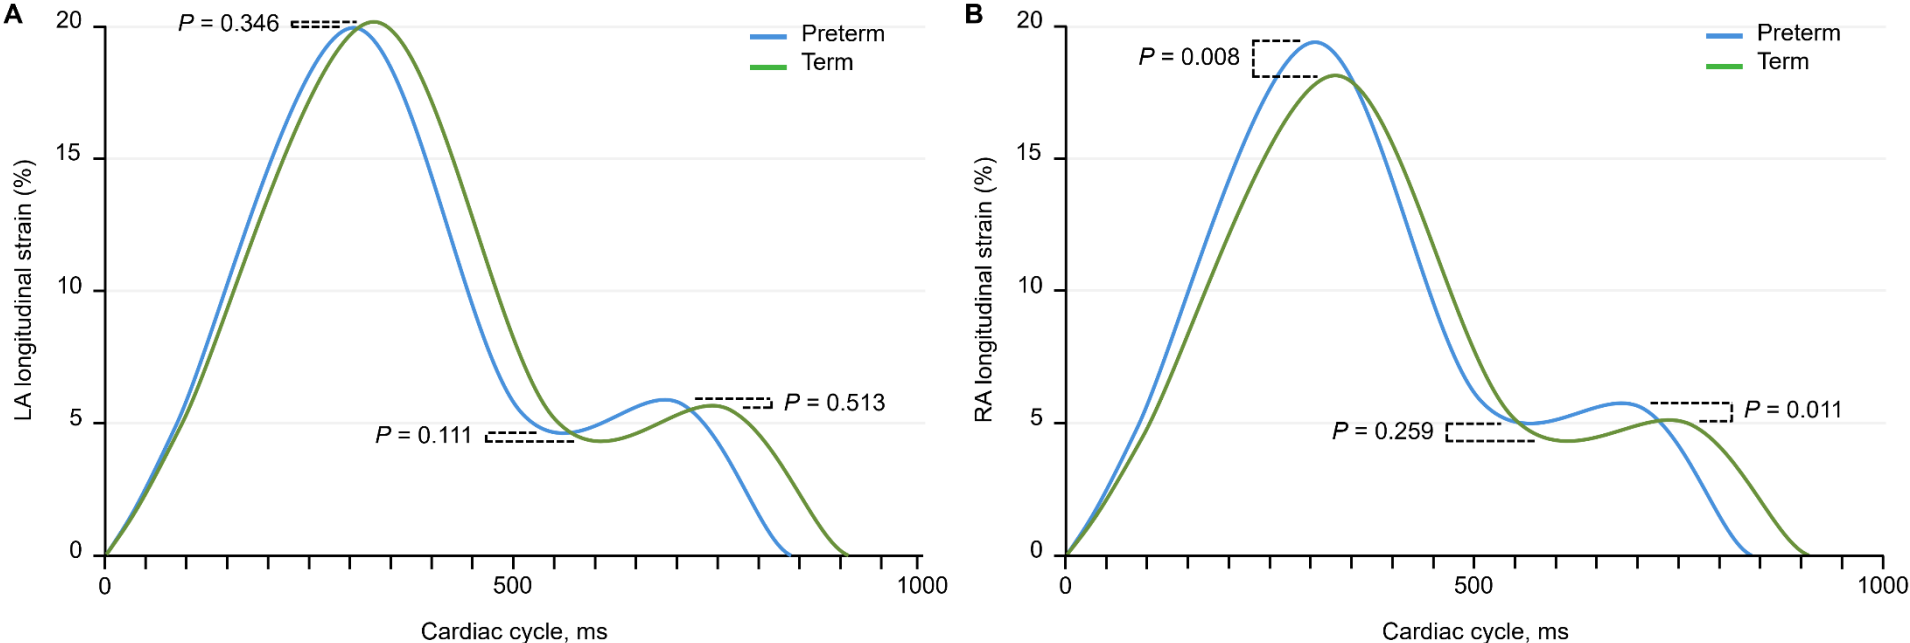 A
P = 0.346
Preterm
Term
20
15
10
5
0
LA longitudinal strain (%)
P = 0.111
P = 0.513
0
500
1000
Cardiac cycle, ms
B
P = 0.008
Preterm
Term
20
15
10
5
0
RA longitudinal strain (%)
P = 0.259
P = 0.011
0
500
1000
Cardiac cycle, ms